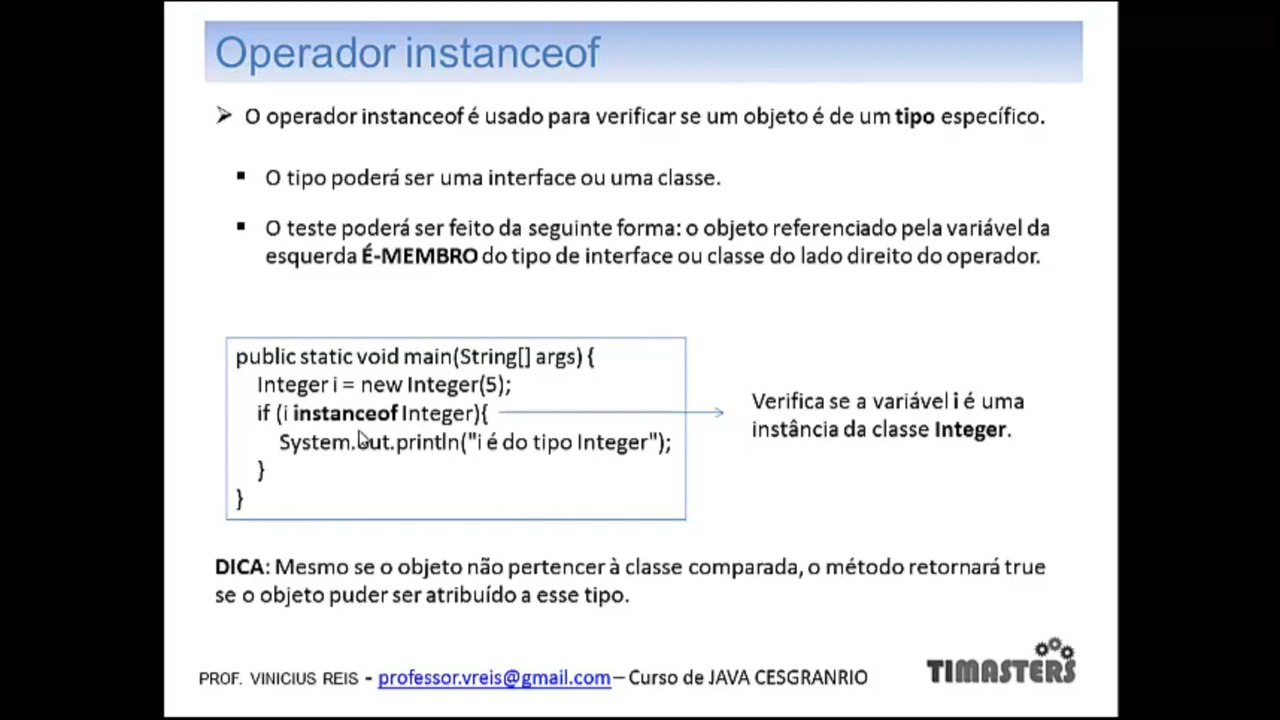 Operador instanceof
➢ O operador instanceof é usado para verificar se um objeto é de um tipo específico.
▪ O tipo poderá ser uma interface ou uma classe.
▪ O teste poderá ser feito da seguinte forma: o objeto referenciado pela variável da
esquerda É-MEMBRO do tipo de interface ou classe do lado direito do operador.
public static void main(String[] args) {
Integer i = new Integer(5);
if (i instanceof Integer){
System.out.println("i é do tipo Integer");
}
}
Verifica se a variável i é uma
instância da classe Integer.
DICA: Mesmo se o objeto não pertencer à classe comparada, o método retornará true
se o objeto puder ser atribuído a esse tipo.
PROF. VINICIUS REIS - professor.vreis@gmail.com – Curso de JAVA CESGRANRIO
TIMASTERS